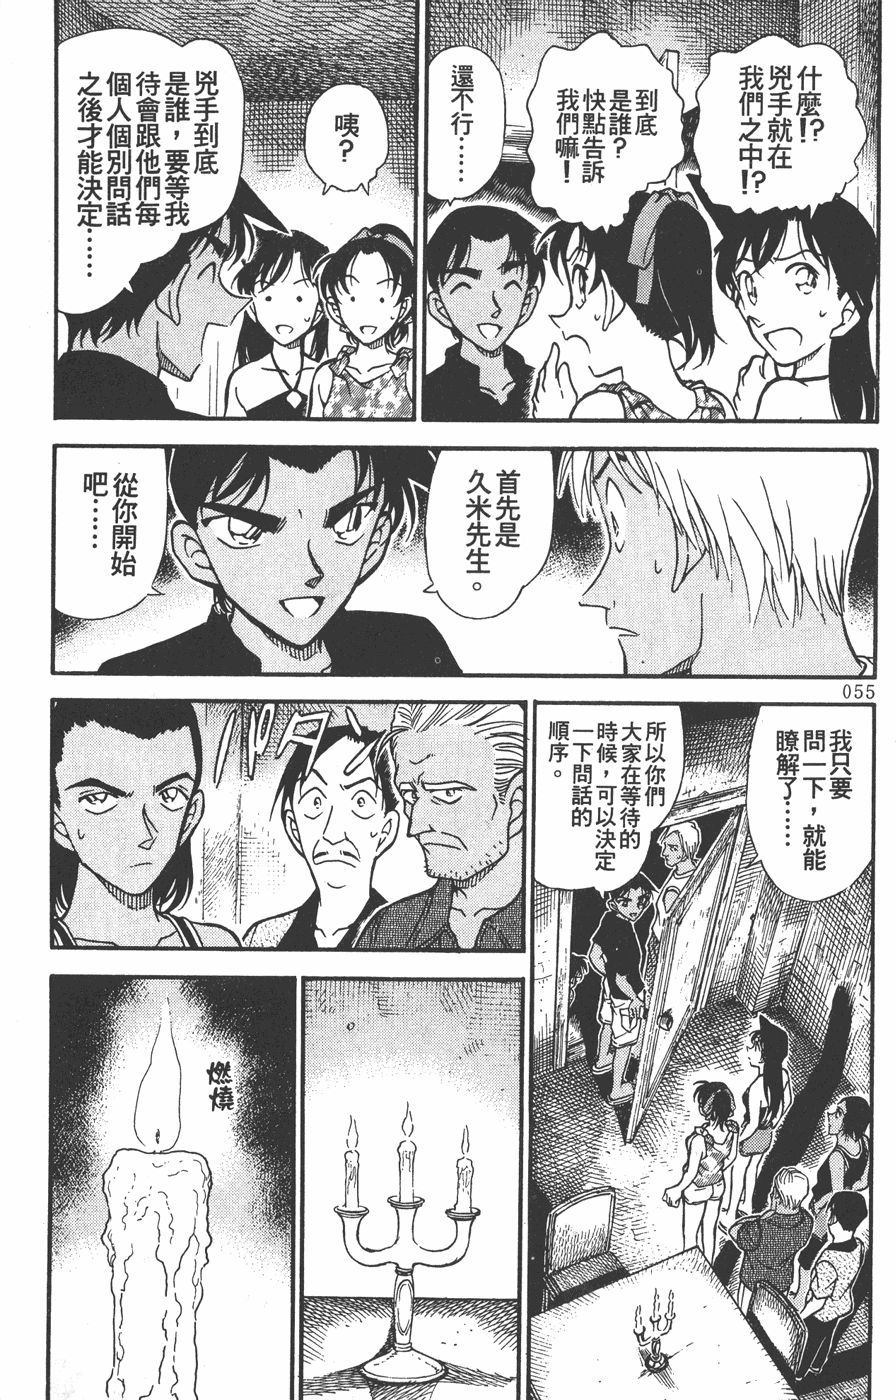 什麼!?
兇手就在
我們之中!?
到底
是誰？
快點告訴
我們嘛！
還不行……
咦？
兇手到底
是誰，要等我
待會跟他們每
個人個別問話
之後才能決定……
首先是
久米先生。
從你開始
吧……
055
我只要
問一下，就能
瞭解了……
所以你們
大家在等待的
時候，可以決定
一下問話的
順序。
バタン
燃燒